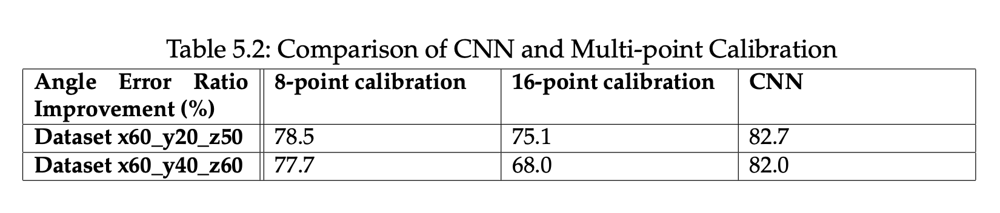 Table 5.2: Comparison of CNN and Multi-point Calibration
Angle Error Ratio Improvement (%) 8-point calibration 16-point calibration CNN
Dataset x60_y20_z50 78.5 75.1 82.7
Dataset x60_y40_z60 77.7 68.0 82.0